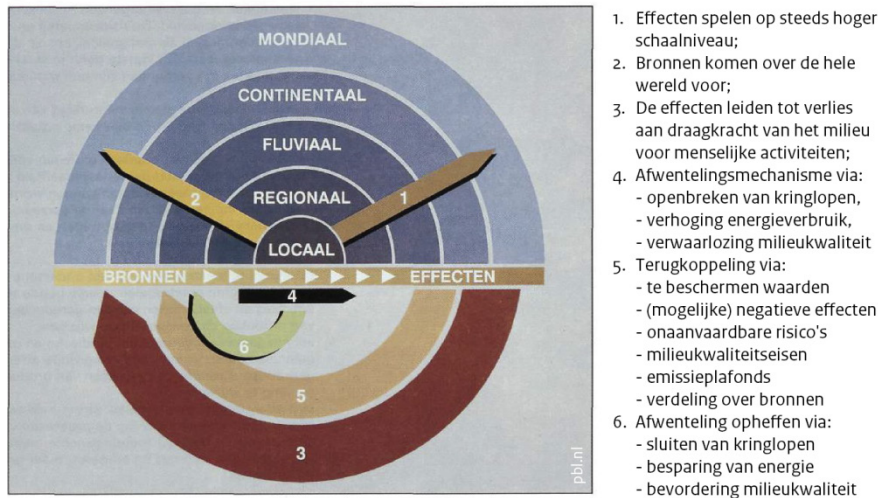 MONDIAAL
CONTINENTAAL
FLUVIAAL
REGIONAAL
LOCAAL
2
1
BRONNEN EFFECTEN
4
6
5
3
pbl.nl
1. Effecten spelen op steeds hoger
schaalniveau;
2. Bronnen komen over de hele
wereld voor;
3. De effecten leiden tot verlies
aan draagkracht van het milieu
voor menselijke activiteiten;
4. Afwentelingsmechanisme via:
- openbreken van kringlopen,
- verhoging energieverbruik,
- verwaarlozing milieukwaliteit
5. Terugkoppeling via:
- te beschermen waarden
- (mogelijke) negatieve effecten
- onaanvaardbare risico's
- milieukwaliteitseisen
- emissieplafonds
- verdeling over bronnen
6. Afwenteling opheffen via:
- sluiten van kringlopen
- besparing van energie
- bevordering milieukwaliteit